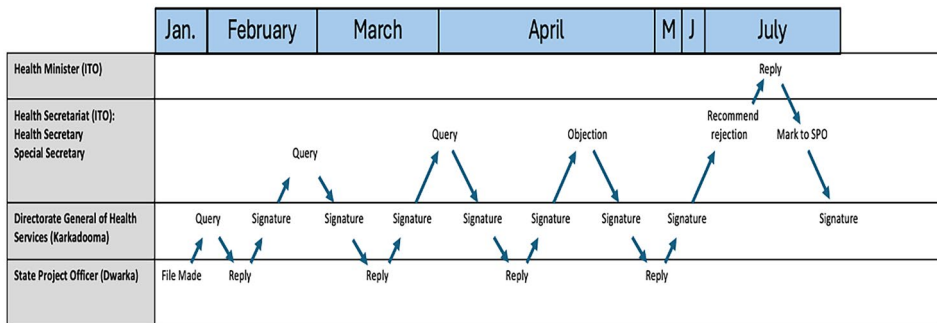 Jan. February March April M J July
Health Minister (ITO)
Reply
Health Secretariat (ITO):
Health Secretary
Special Secretary
Query
Query
Objection
Recommend
rejection
Mark to SPO
Directorate General of Health
Services (Karkadooma)
Query Signature Signature Signature Signature Signature Signature Signature Signature
State Project Officer (Dwarka)
File Made Reply Reply Reply Reply